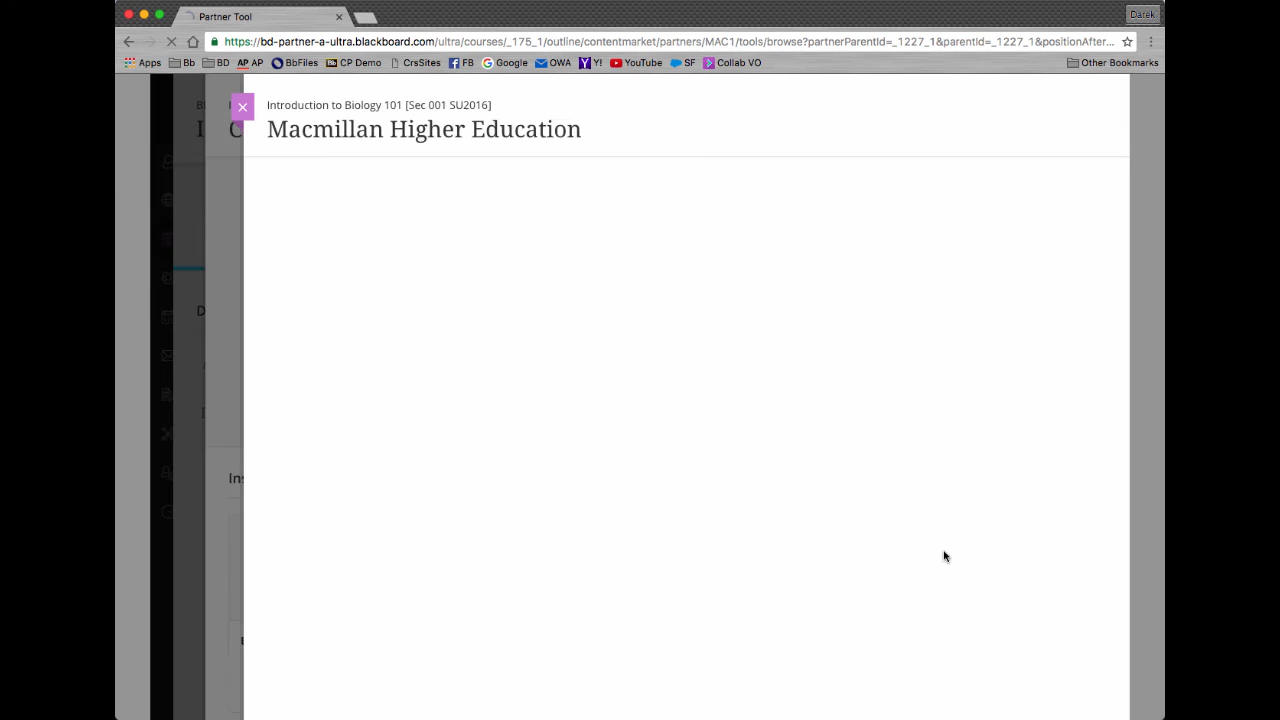 Partner Tool
Darek
https://bd-partner-a-ultra.blackboard.com/ultra/courses/_175_1/outline/contentmarket/partners/MAC1/tools/browse?partnerParentId=_1227_1&parentId=_1227_1&positionAfter...
Apps Bb BD AP AP BbFiles CP Demo CrsSites FB Google OWA Y! YouTube SF Collab VO Other Bookmarks
Introduction to Biology 101 [Sec 001 SU2016]
Macmillan Higher Education